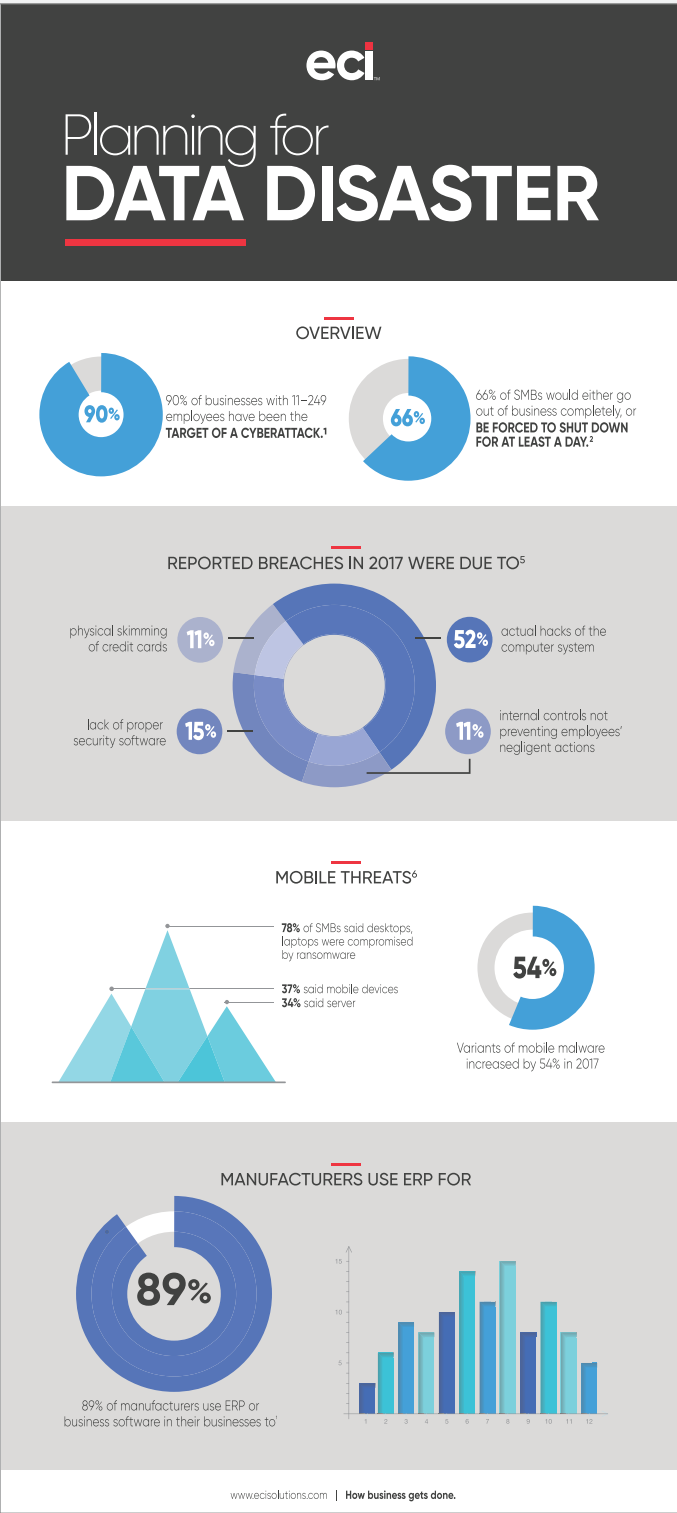 eci™
Planning for
DATA DISASTER
OVERVIEW
90%
90% of businesses with 11–249
employees have been the
TARGET OF A CYBERATTACK.¹
66%
66% of SMBs would either go
out of business completely, or
BE FORCED TO SHUT DOWN
FOR AT LEAST A DAY.²
REPORTED BREACHES IN 2017 WERE DUE TO⁵
physical skimming
of credit cards
11%
52%
actual hacks of the
computer system
lack of proper
security software
15%
11%
internal controls not
preventing employees’
negligent actions
MOBILE THREATS⁶
78% of SMBs said desktops,
laptops were compromised
by ransomware
37% said mobile devices
34% said server
54%
Variants of mobile malware
increased by 54% in 2017
MANUFACTURERS USE ERP FOR
89%
89% of manufacturers use ERP or
business software in their businesses to¹
15
10
5
1 2 3 4 5 6 7 8 9 10 11 12
www.ecisolutions.com | How business gets done.